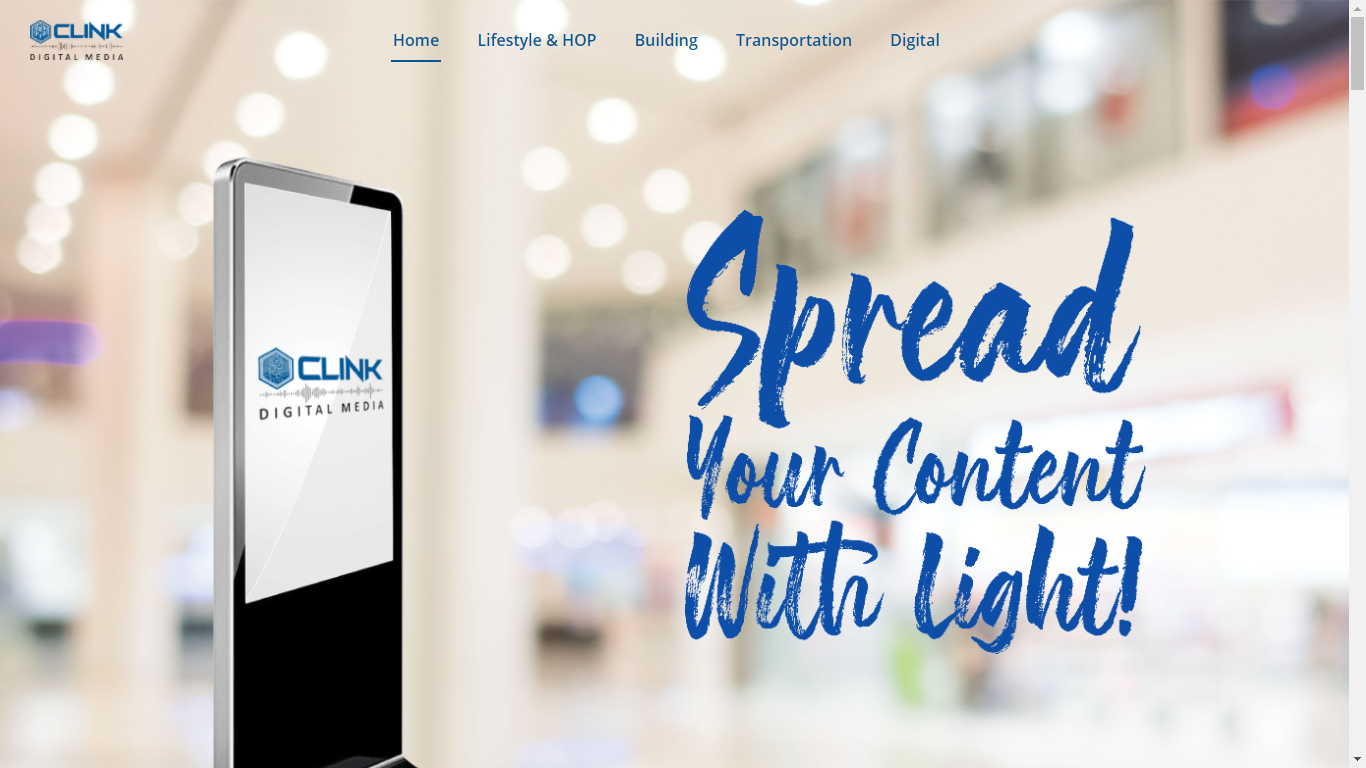 CLINK
DIGITAL MEDIA
Home
Lifestyle & HOP
Building
Transportation
Digital
CLINK
DIGITAL MEDIA
Spread
Your Content
With Light!